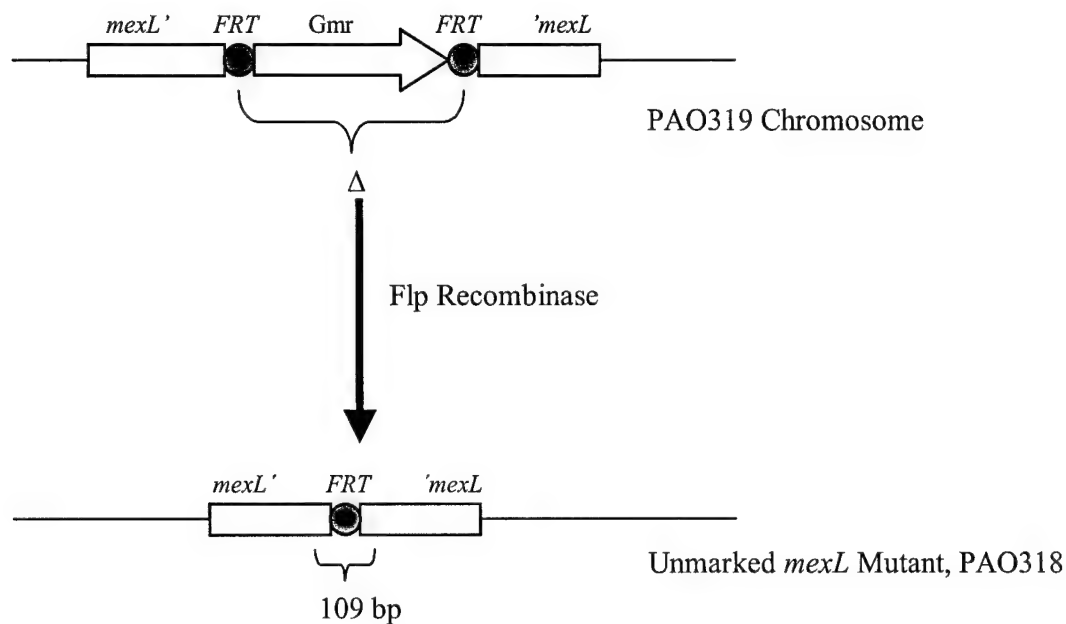 mexL' FRT Gmr FRT 'mexL
PAO319 Chromosome
Δ
Flp Recombinase
mexL' FRT 'mexL
Unmarked mexL Mutant, PAO318
109 bp